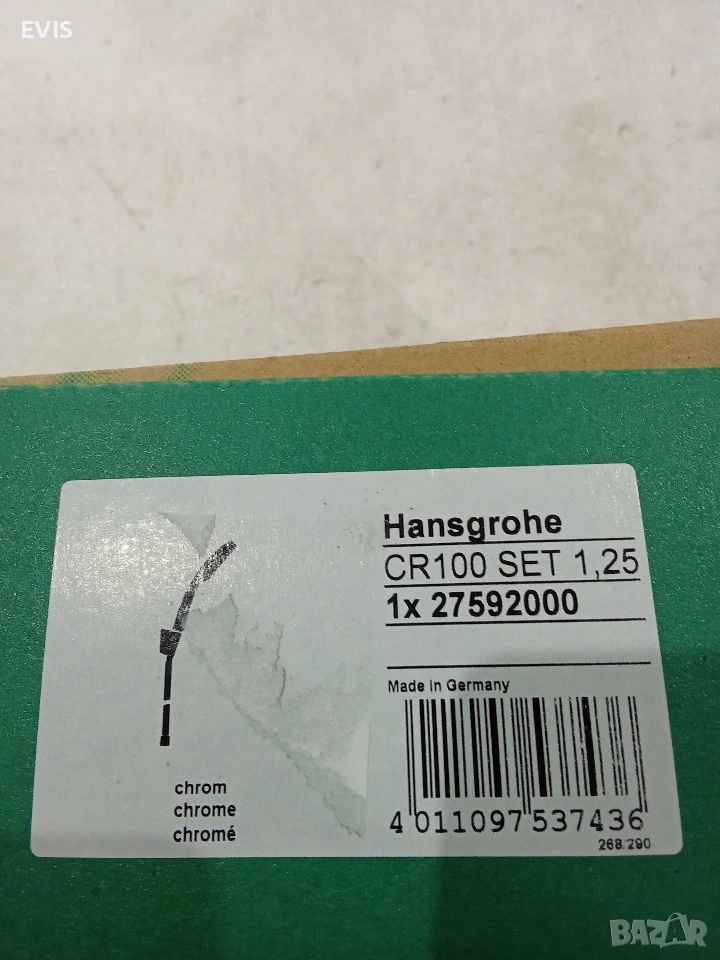 EVIS
Hansgrohe
CR100 SET 1,25
1x 27592000
Made in Germany
chrom
chrome
chromé
4 011097 537436
268/290
BAZAR